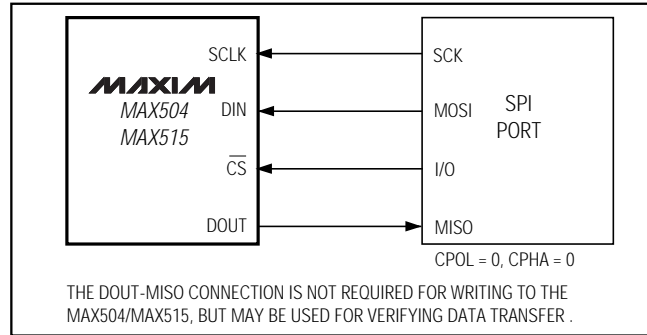 SCLK SCK
MAXIM
MAX504 DIN MOSI SPI
MAX515 PORT
CS I/O
DOUT MISO
CPOL = 0, CPHA = 0
THE DOUT-MISO CONNECTION IS NOT REQUIRED FOR WRITING TO THE
MAX504/MAX515, BUT MAY BE USED FOR VERIFYING DATA TRANSFER .